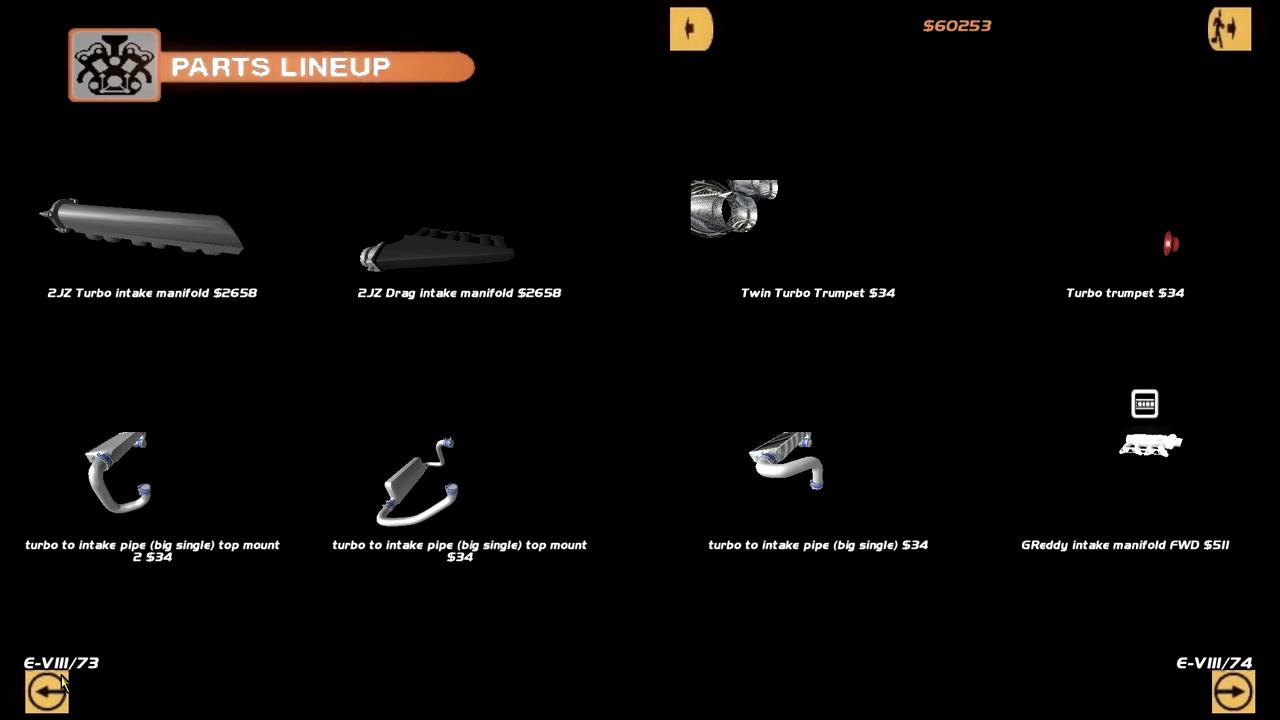 $60253
PARTS LINEUP
2JZ Turbo intake manifold $2658
2JZ Drag intake manifold $2658
Twin Turbo Trumpet $34
Turbo trumpet $34
turbo to intake pipe (big single) top mount
2 $34
turbo to intake pipe (big single) top mount
$34
turbo to intake pipe (big single) $34
GReddy intake manifold FWD $511
E-VIII/73
E-VIII/74